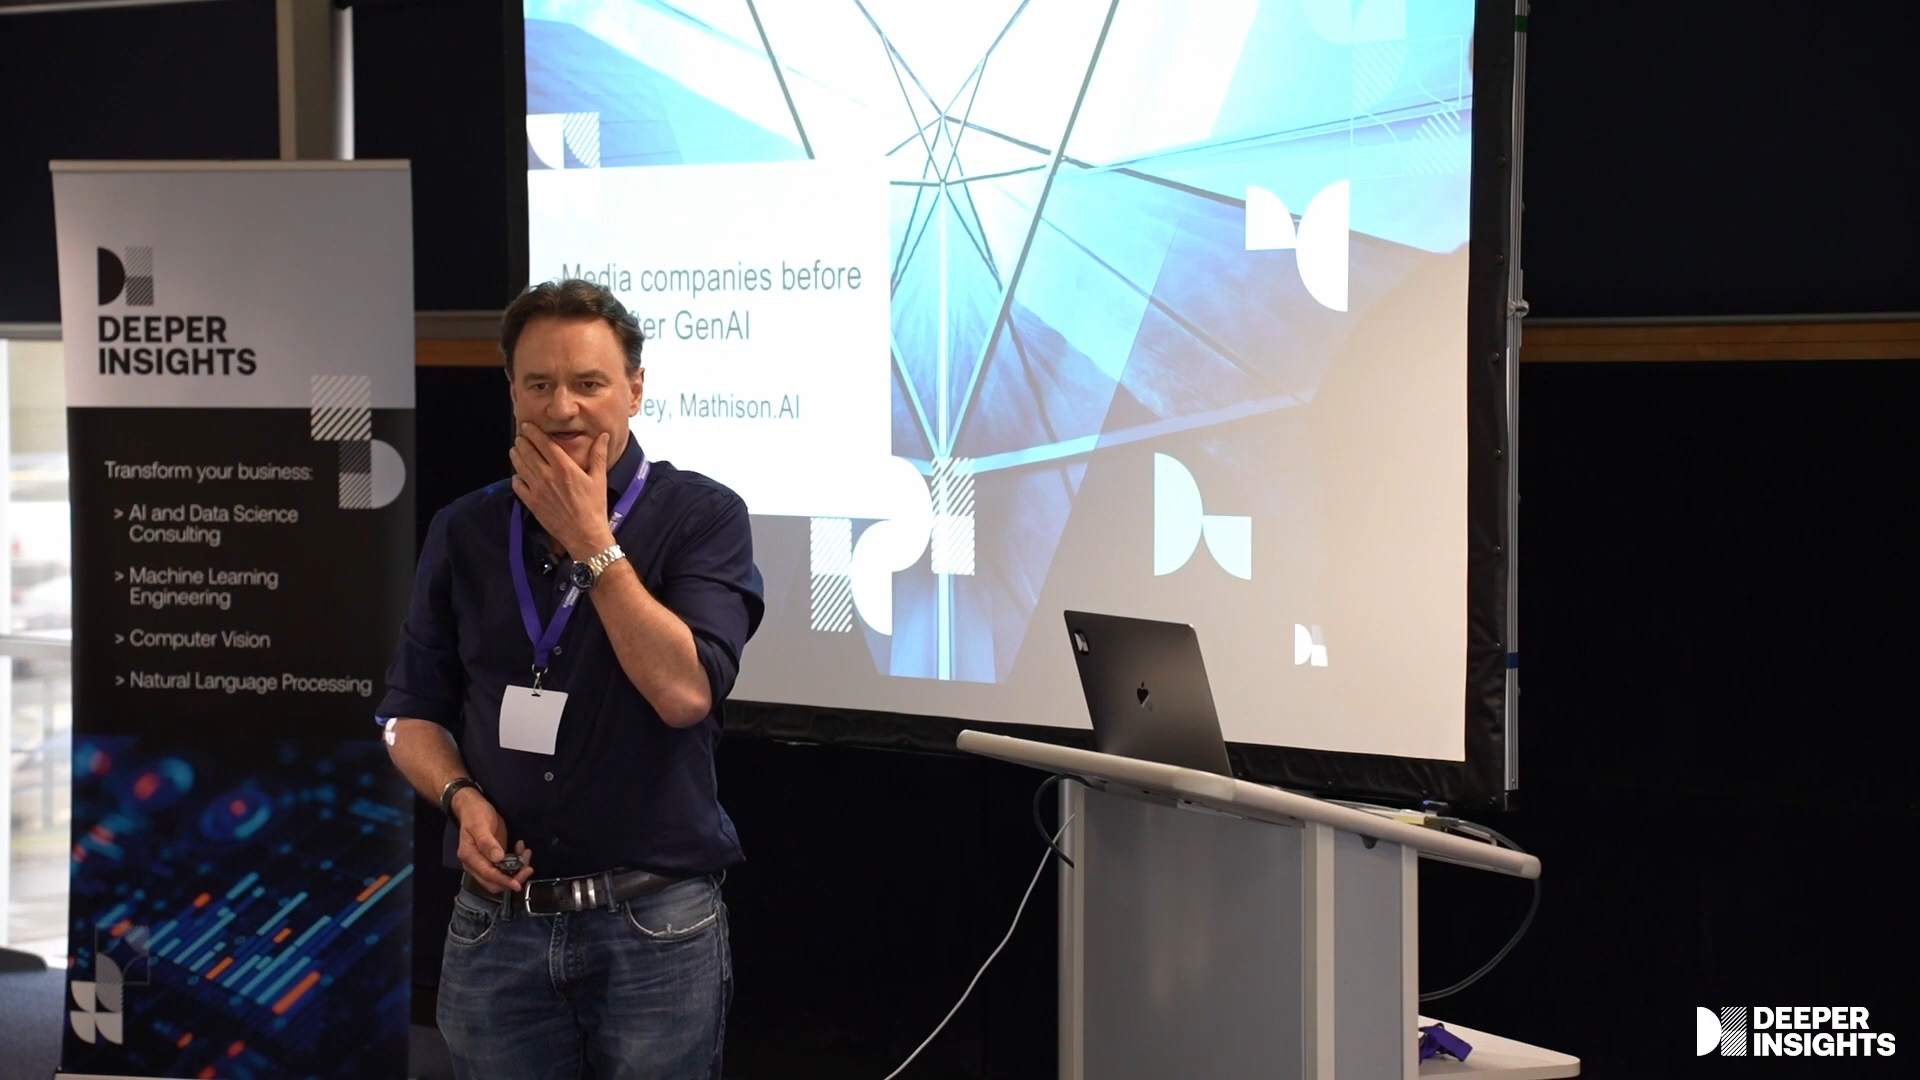 DEEPER
INSIGHTS
Transform your business:
> AI and Data Science
Consulting
> Machine Learning
Engineering
> Computer Vision
> Natural Language Processing
Media companies before
ter GenAI
ley, Mathison.AI
DEEPER
INSIGHTS